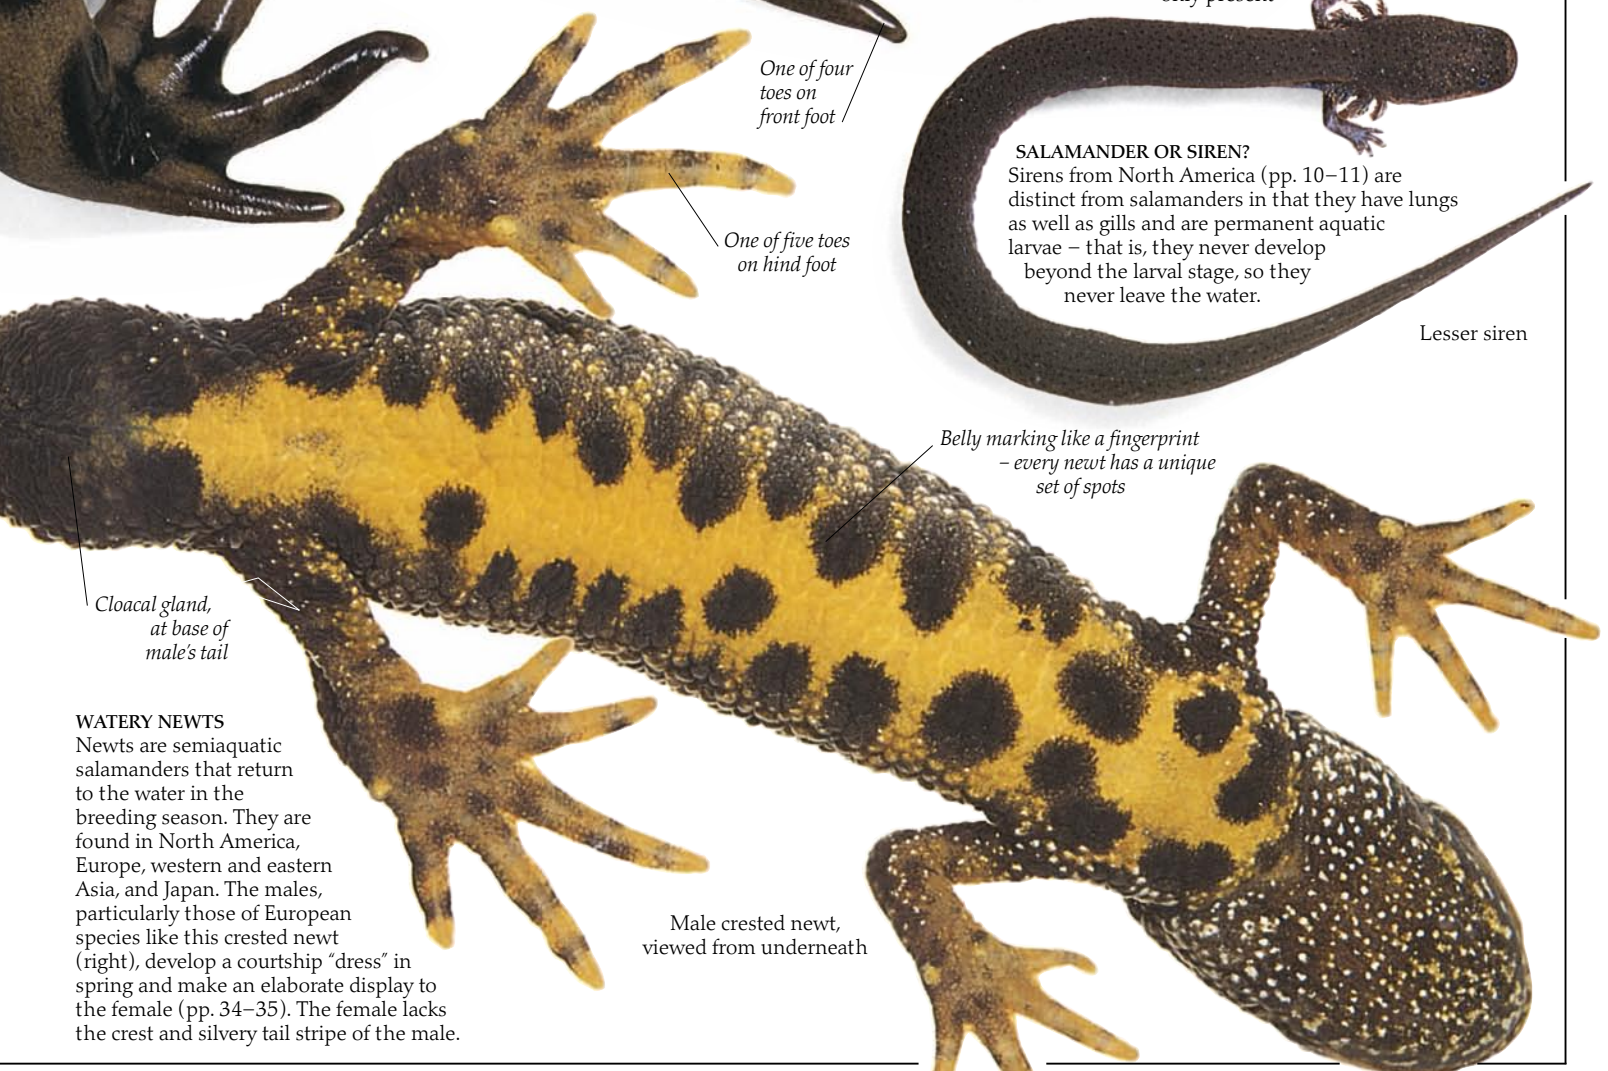 only present
One of four
toes on
front foot
SALAMANDER OR SIREN?
Sirens from North America (pp. 10–11) are
distinct from salamanders in that they have lungs
as well as gills and are permanent aquatic
larvae – that is, they never develop
beyond the larval stage, so they
never leave the water.
One of five toes
on hind foot
Lesser siren
Belly marking like a fingerprint
– every newt has a unique
set of spots
Cloacal gland,
at base of
male's tail
WATERY NEWTS
Newts are semiaquatic
salamanders that return
to the water in the
breeding season. They are
found in North America,
Europe, western and eastern
Asia, and Japan. The males,
particularly those of European
species like this crested newt
(right), develop a courtship “dress” in
spring and make an elaborate display to
the female (pp. 34–35). The female lacks
the crest and silvery tail stripe of the male.
Male crested newt,
viewed from underneath